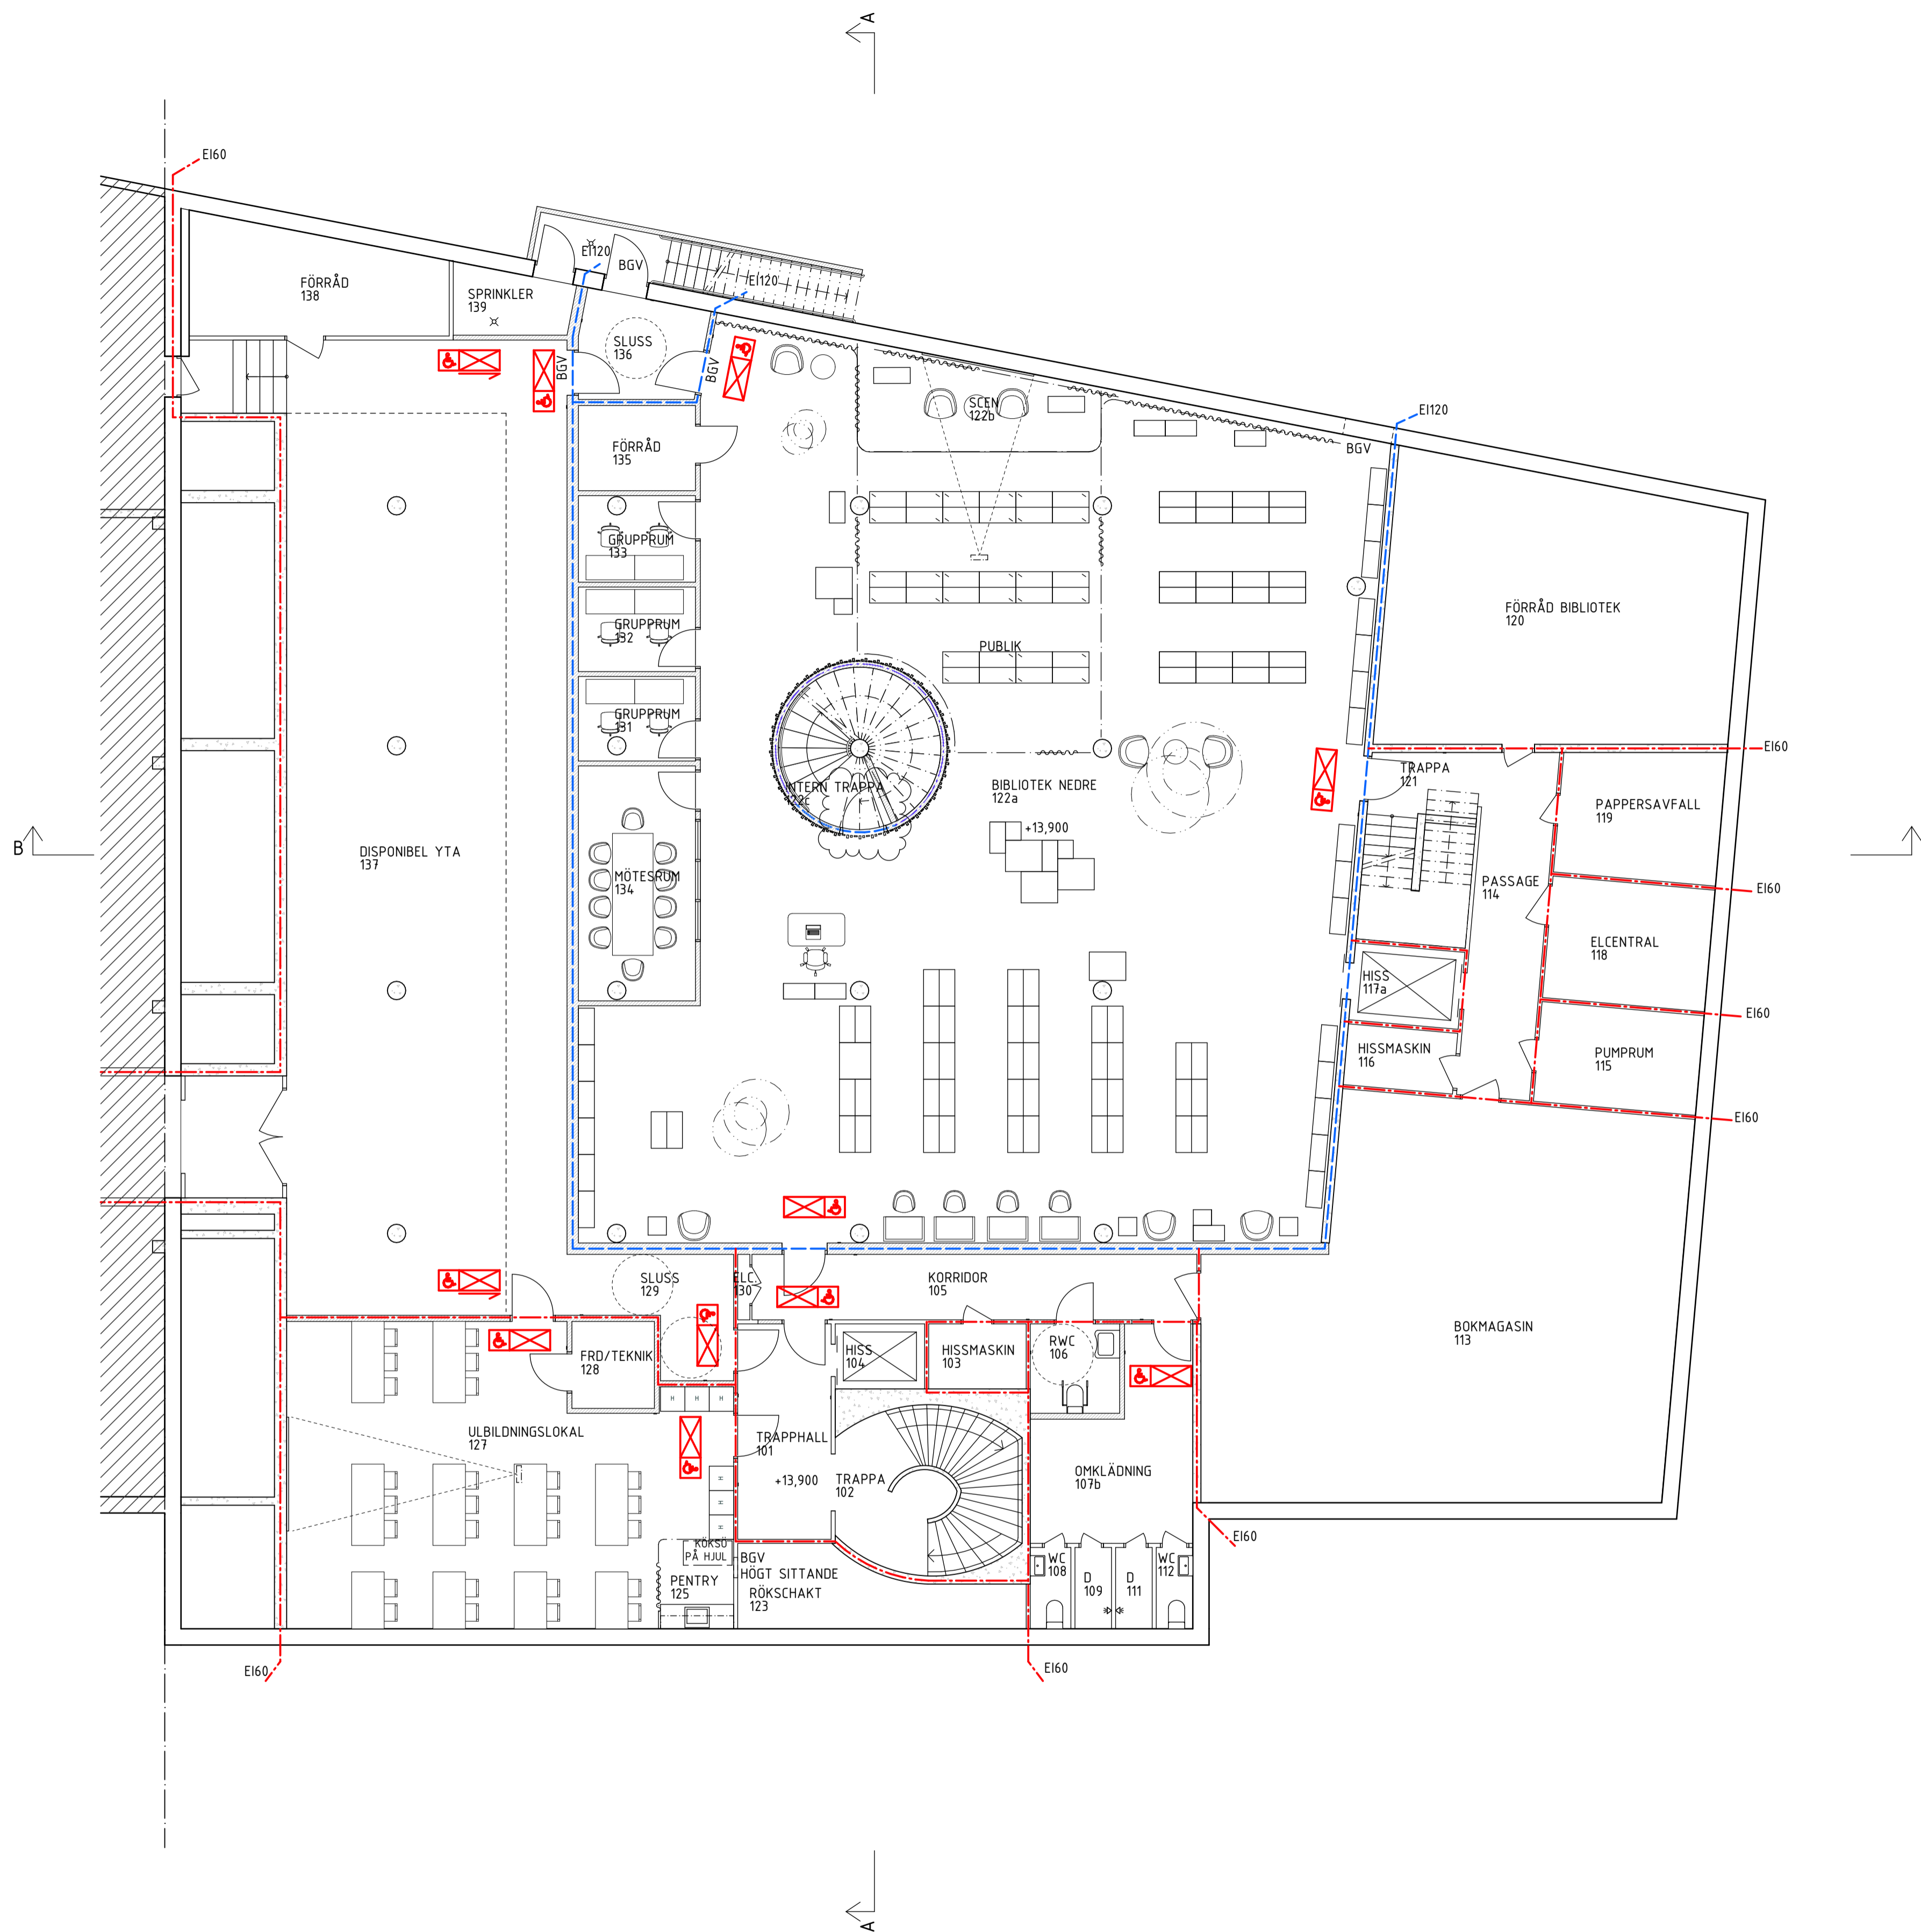 A
EI60
EI120
BGV
EI120
FÖRRÅD
138
SPRINKLER
139
SLUSS
136
BGV
BGV
SCEN
122b
EI120
BGV
FÖRRÅD
135
GRUPPRUM
133
GRUPPRUM
132
GRUPPRUM
131
PUBLIK
FÖRRÅD BIBLIOTEK
120
EI60
TRAPPA
121
INTERN TRAPPA
122c
BIBLIOTEK NEDRE
122a
+13,900
PAPPERSAVFALL
119
B
DISPONIBEL YTA
137
MÖTESRUM
134
PASSAGE
114
EI60
ELCENTRAL
118
HISS
117a
EI60
HISSMASKIN
116
PUMPRUM
115
EI60
SLUSS
129
ELC.
130
KORRIDOR
105
BOKMAGASIN
113
FRD/TEKNIK
128
HISS
104
HISSMASKIN
103
RWC
106
H H H
ULBILDNINGSLOKAL
127
TRAPPHALL
101
+13,900
TRAPPA
102
OMKLÄDNING
107b
H
H
H
EI60
KÖKSÖ
PÅ HJUL
BGV
HÖGT SITTANDE
RÖKSCHAKT
123
PENTRY
125
WC
108
D
109
D
111
WC
112
EI60
EI60
A